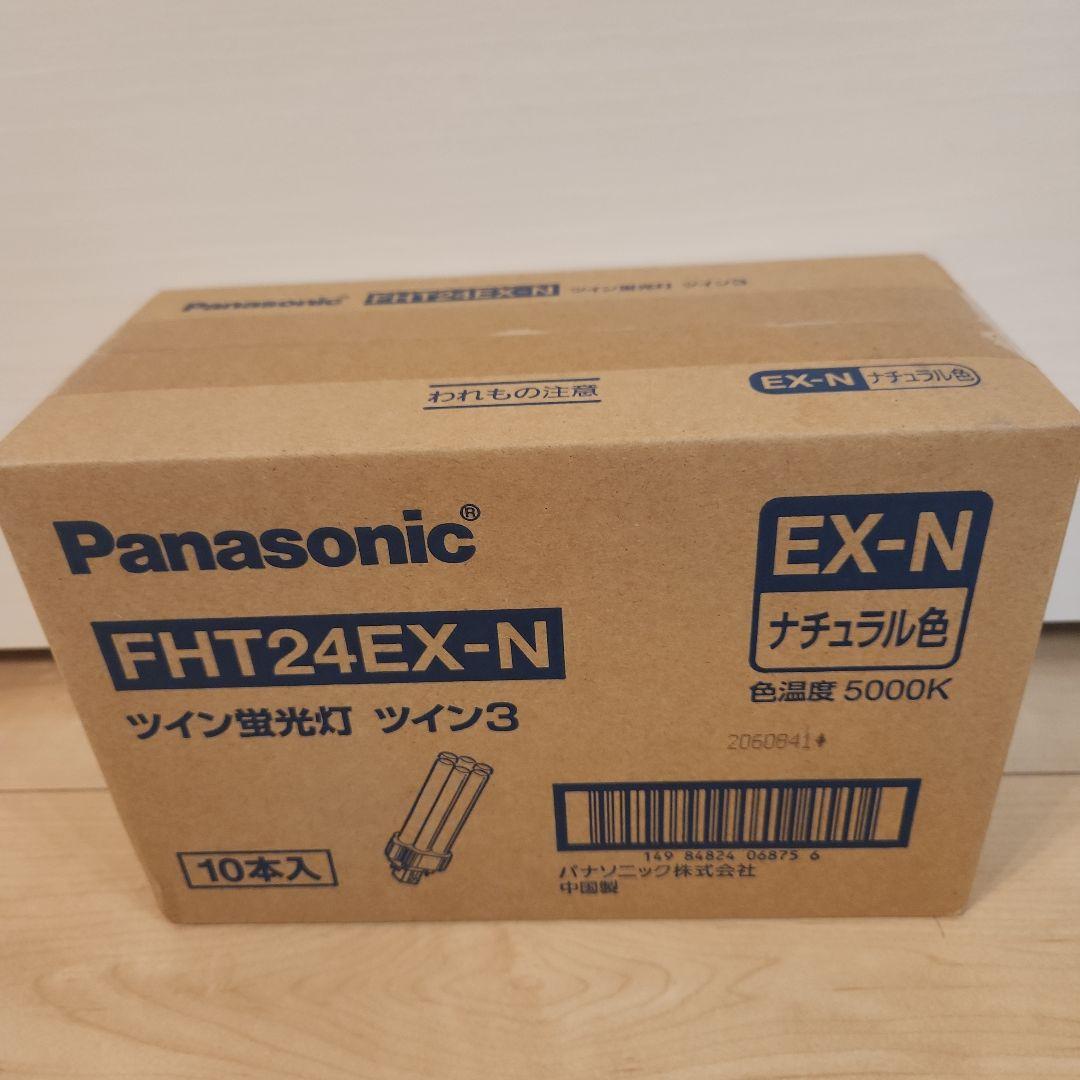 Panasonic FHT24EX-N ツイン蛍光灯 ツイン3
われもの注意
EX-N ナチュラル色
Panasonic®
FHT24EX-N
ツイン蛍光灯 ツイン3
10本入
EX-N
ナチュラル色
色温度 5000K
2060841
149 84824 06875 6
パナソニック株式会社
中国製